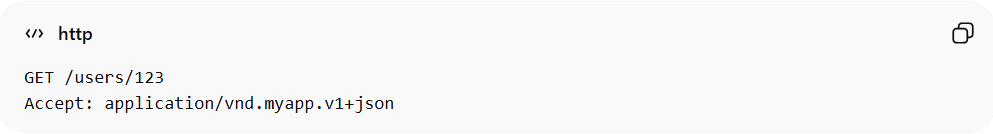 http
GET /users/123
Accept: application/vnd.myapp.v1+json